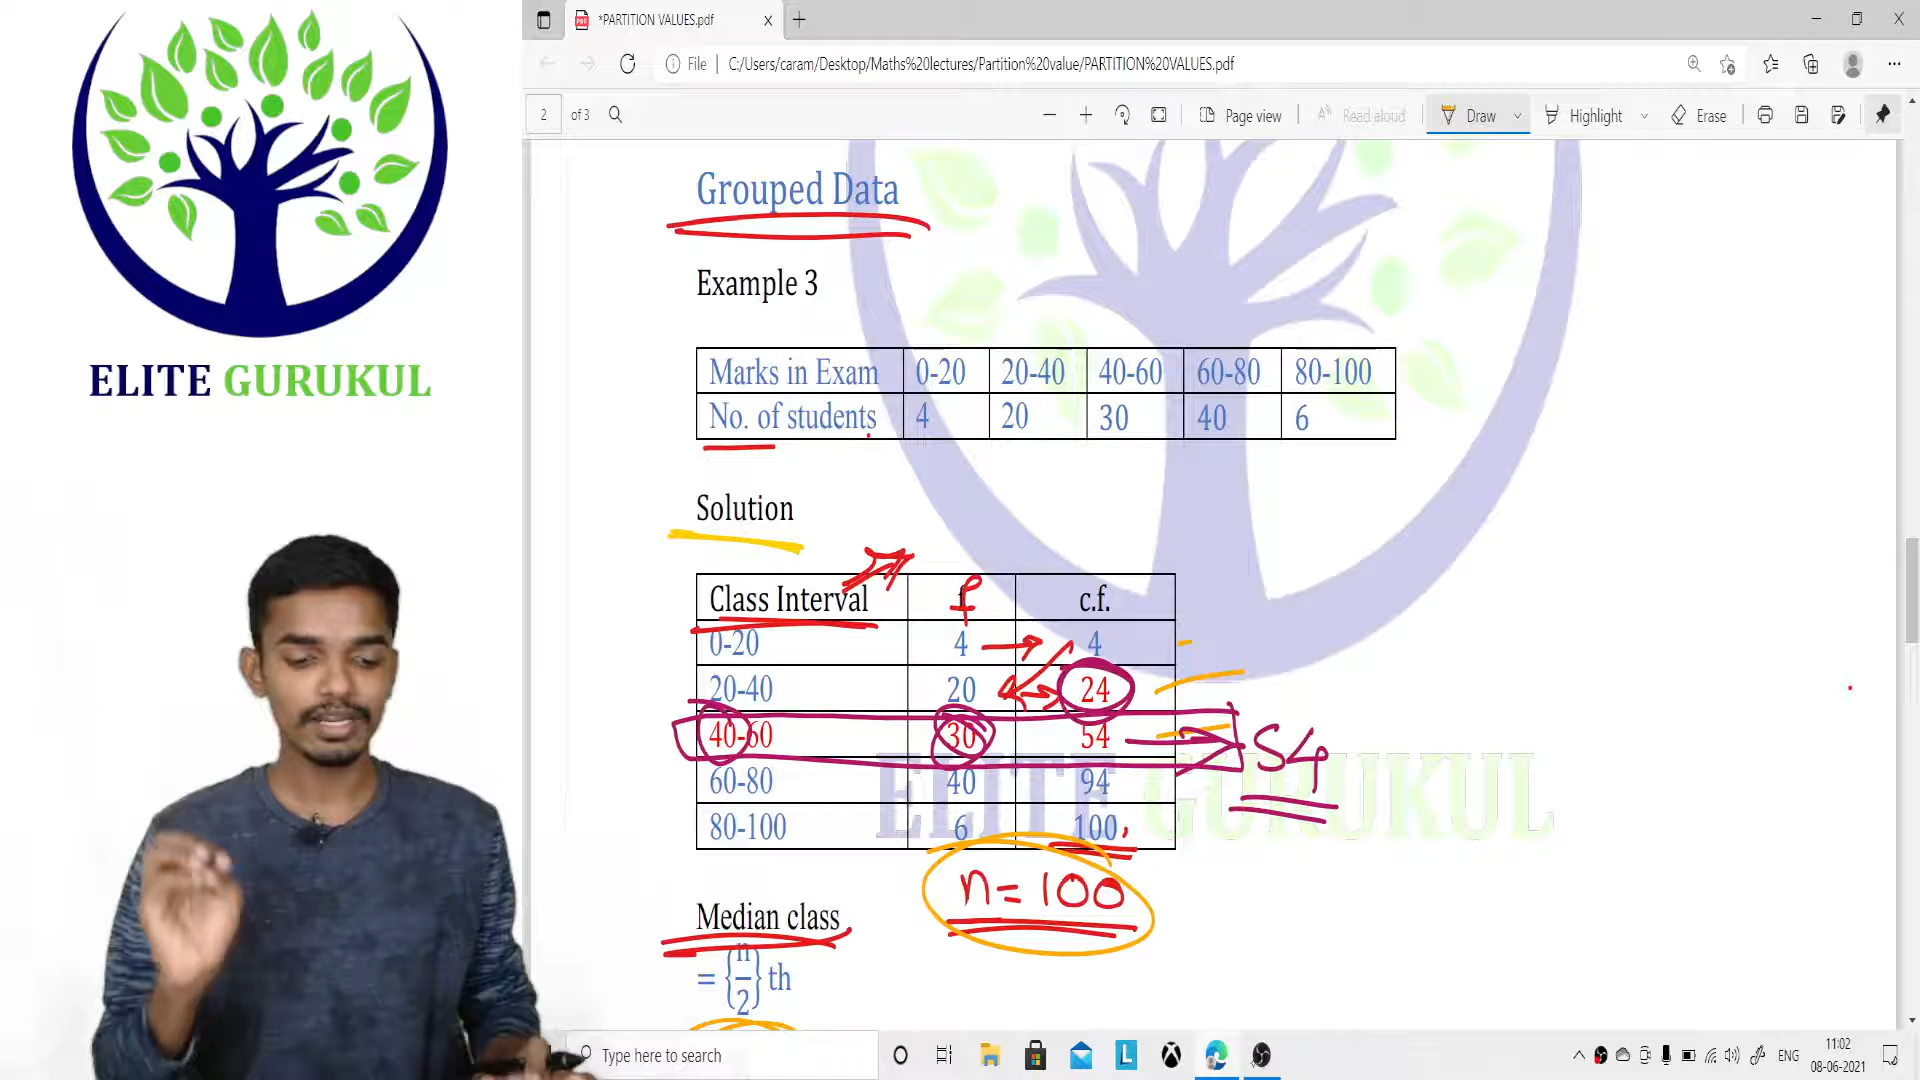 *PARTITION VALUES.pdf
File C:/Users/caram/Desktop/Maths%20lectures/Partition%20value/PARTITION%20VALUES.pdf
2 of 3 Page view Read aloud Draw Highlight Erase
ELITE GURUKUL
Grouped Data
Example 3
Marks in Exam 0-20 20-40 40-60 60-80 80-100
No. of students 4 20 30 40 6
Solution
Class Interval f c.f.
0-20 4 4
20-40 20 24
40-60 30 54 54
60-80 40 94
80-100 6 100
ELITE GURUKUL
n = 100
Median class
= {n/2} th
Type here to search
ENG 11:02
08-06-2021